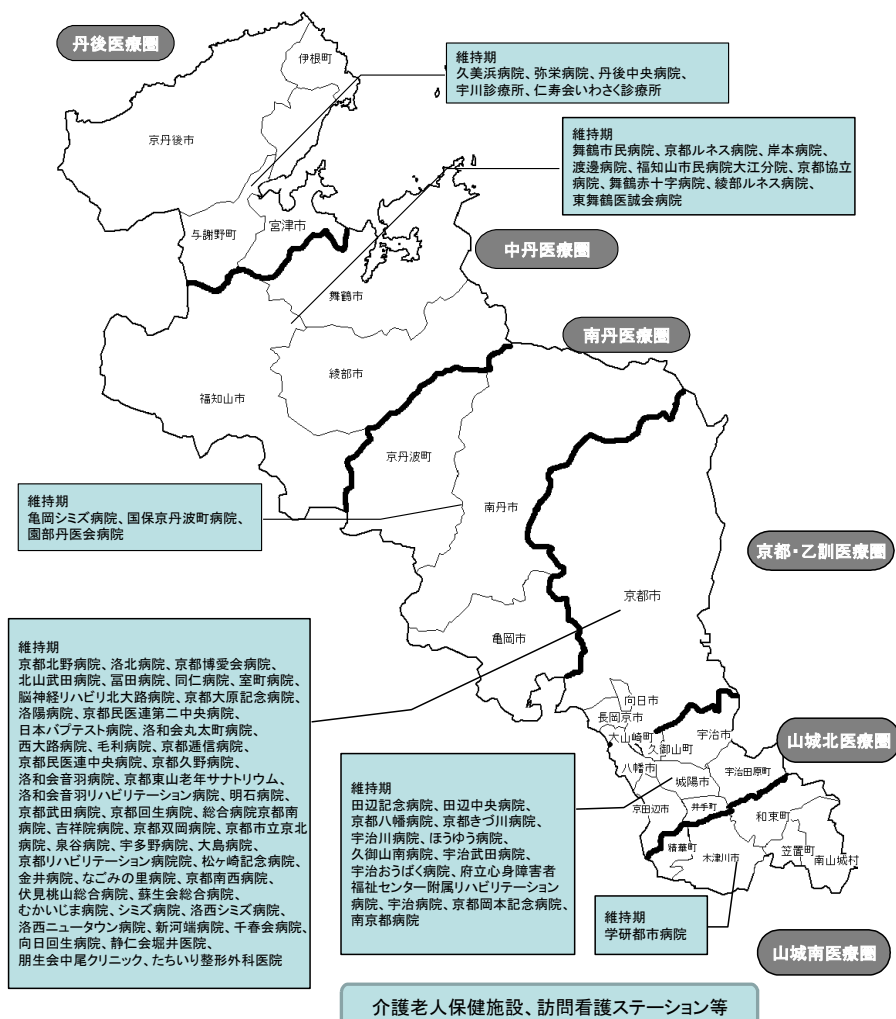 丹後医療圏
伊根町
京丹後市
与謝野町
宮津市
維持期
久美浜病院、弥栄病院、丹後中央病院、
宇川診療所、仁寿会いわさく診療所
維持期
舞鶴市民病院、京都ルネス病院、岸本病院、
渡邊病院、福知山市民病院大江分院、京都協立
病院、舞鶴赤十字病院、綾部ルネス病院、
東舞鶴医誠会病院
中丹医療圏
舞鶴市
綾部市
福知山市
南丹医療圏
京丹波町
南丹市
亀岡市
維持期
亀岡シミズ病院、国保京丹波町病院、
園部丹医会病院
京都・乙訓医療圏
京都市
向日市
長岡京市
大山崎町
維持期
京都北野病院、洛北病院、京都博愛会病院、
北山武田病院、冨田病院、同仁病院、室町病院、
脳神経リハビリ北大路病院、京都大原記念病院、
洛陽病院、京都民医連第二中央病院、
日本バプテスト病院、洛和会丸太町病院、
西大路病院、毛利病院、京都逓信病院、
京都民医連中央病院、京都久野病院、
洛和会音羽病院、京都東山老年サナトリウム、
洛和会音羽リハビリテーション病院、明石病院、
京都武田病院、京都回生病院、総合病院京都南
病院、吉祥院病院、京都双岡病院、京都市立京北
病院、泉谷病院、宇多野病院、大島病院、
京都リハビリテーション病院院、松ヶ崎記念病院、
金井病院、なごみの里病院、京都南西病院、
伏見桃山総合病院、蘇生会総合病院、
むかいじま病院、シミズ病院、洛西シミズ病院、
洛西ニュータウン病院、新河端病院、千春会病院、
向日回生病院、静仁会堀井医院、
朋生会中尾クリニック、たちいり整形外科医院
山城北医療圏
久御山町
宇治市
八幡市
城陽市
宇治田原町
京田辺市
井手町
維持期
田辺記念病院、田辺中央病院、
京都八幡病院、京都きづ川病院、
宇治川病院、ほうゆう病院、
久御山南病院、宇治武田病院、
宇治おうばく病院、府立心身障害者
福祉センター附属リハビリテーション
病院、宇治病院、京都岡本記念病院、
南京都病院
和束町
精華町
木津川市
笠置町
南山城村
維持期
学研都市病院
山城南医療圏
介護老人保健施設、訪問看護ステーション等